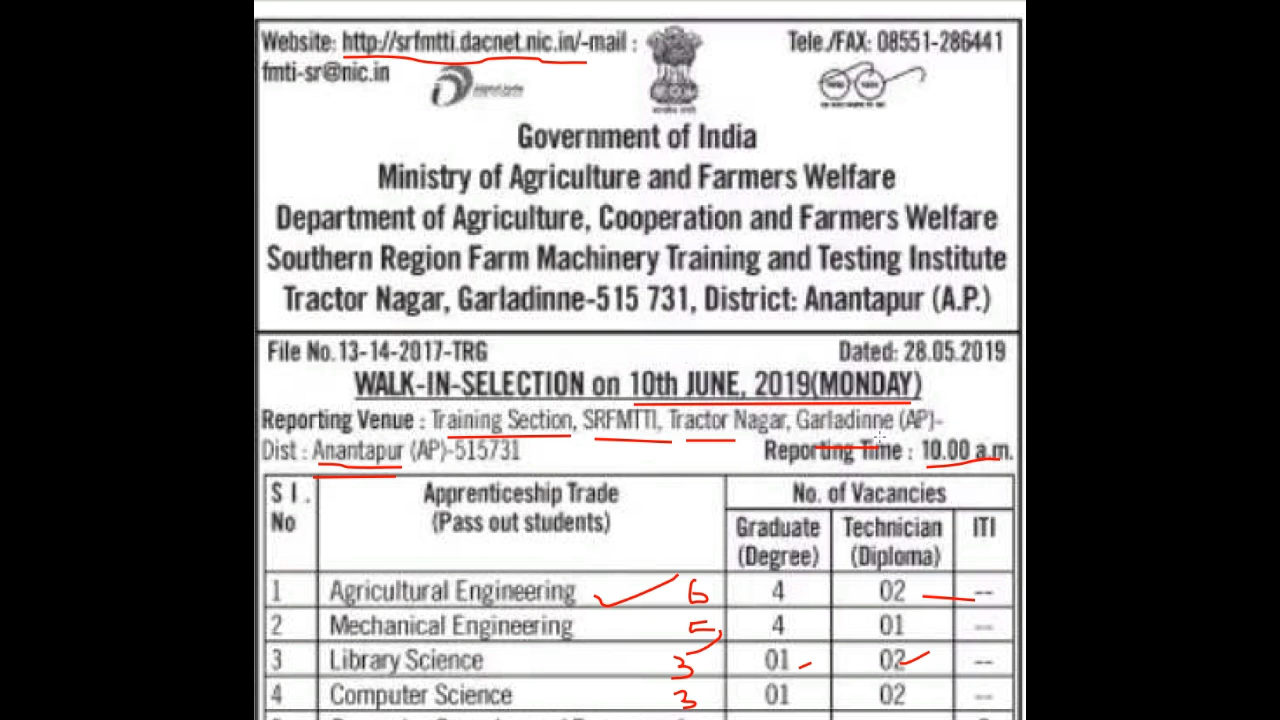 Website: http://srfmtti.dacnet.nic.in/-mail :
Tele./FAX: 08551-286441
fmti-sr@nic.in
Government of India
Ministry of Agriculture and Farmers Welfare
Department of Agriculture, Cooperation and Farmers Welfare
Southern Region Farm Machinery Training and Testing Institute
Tractor Nagar, Garladinne-515 731, District: Anantapur (A.P.)
File No.13-14-2017-TRG Dated: 28.05.2019
WALK-IN-SELECTION on 10th JUNE, 2019(MONDAY)
Reporting Venue : Training Section, SRFMTTI, Tractor Nagar, Garladinne (AP)-
Dist : Anantapur (AP)-515731 Reporting Time : 10.00 a.m.
S I . No Apprenticeship Trade (Pass out students) No. of Vacancies
Graduate (Degree) Technician (Diploma) ITI
1 Agricultural Engineering 6 4 02 --
2 Mechanical Engineering 5 4 01 --
3 Library Science 3 01 02 --
4 Computer Science 3 01 02 --